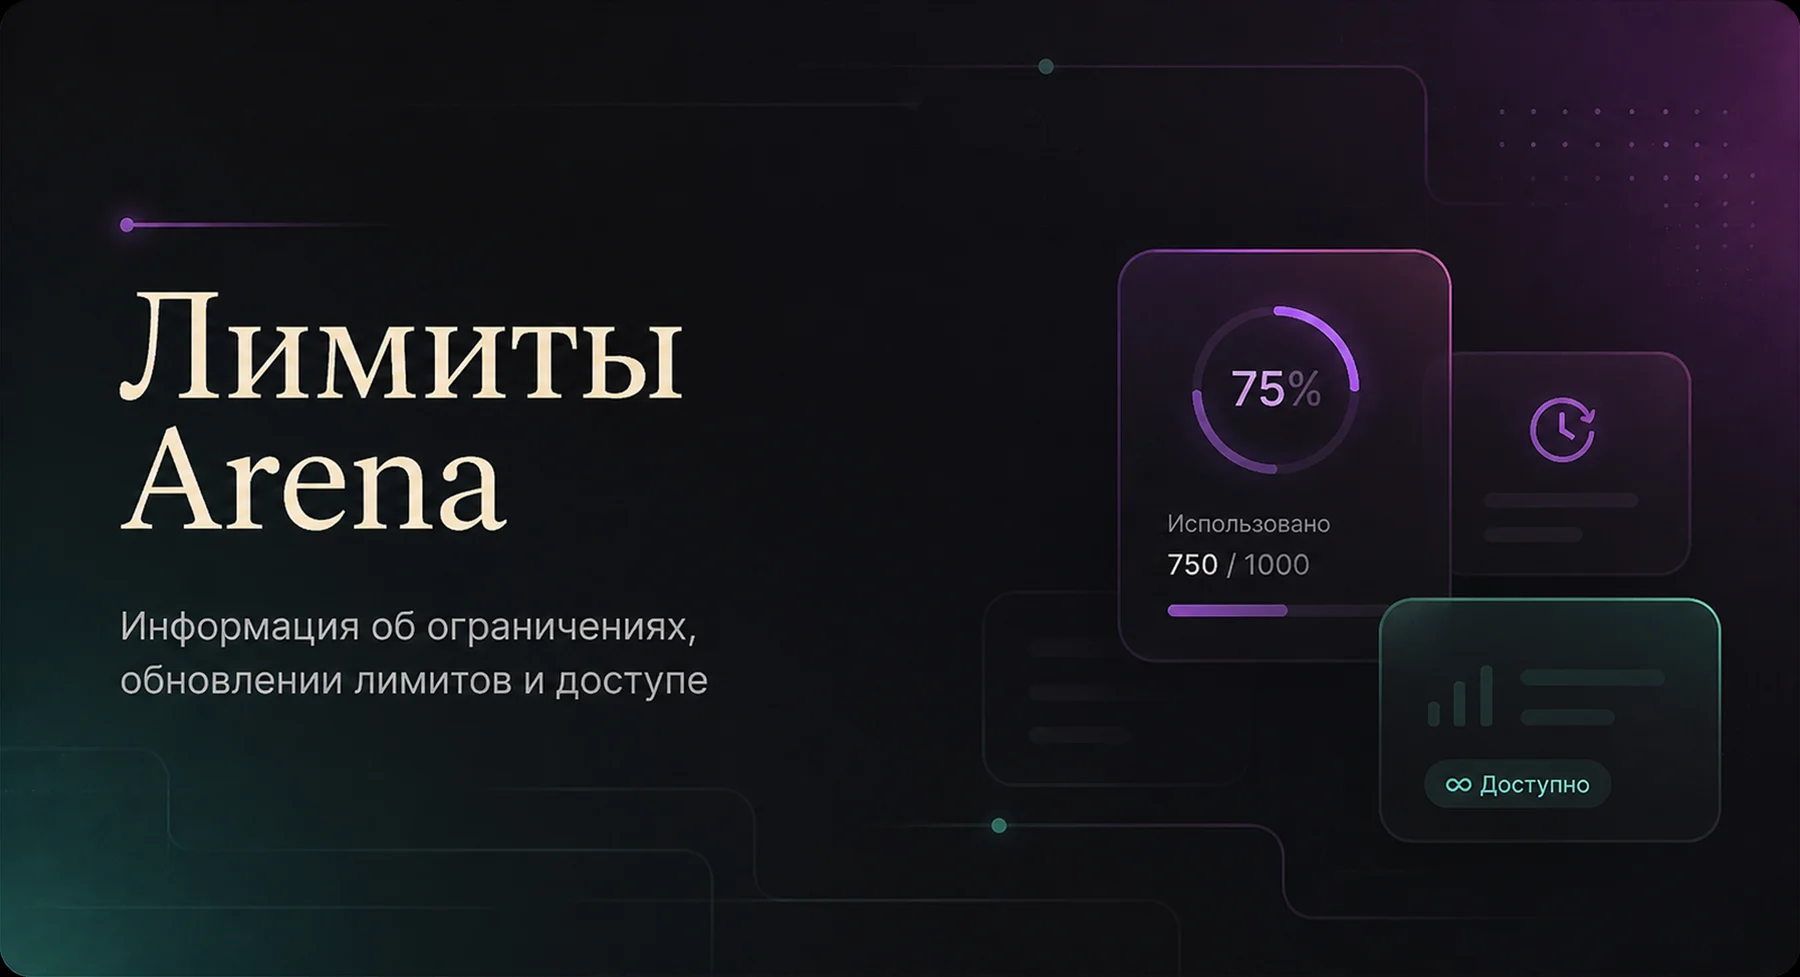 Лимиты
Arena
Информация об ограничениях,
обновлении лимитов и доступе
75%
Использовано
750 / 1000
∞ Доступно